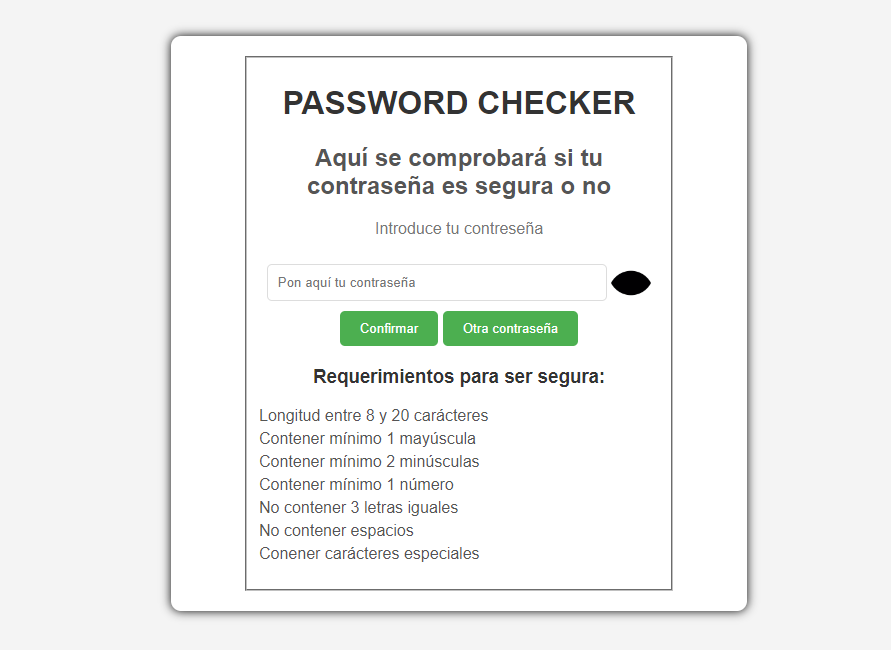 PASSWORD CHECKER
Aquí se comprobará si tu
contraseña es segura o no
Introduce tu contreseña
Pon aquí tu contraseña
Confirmar
Otra contraseña
Requerimientos para ser segura:
Longitud entre 8 y 20 carácteres
Contener mínimo 1 mayúscula
Contener mínimo 2 minúsculas
Contener mínimo 1 número
No contener 3 letras iguales
No contener espacios
Conener carácteres especiales